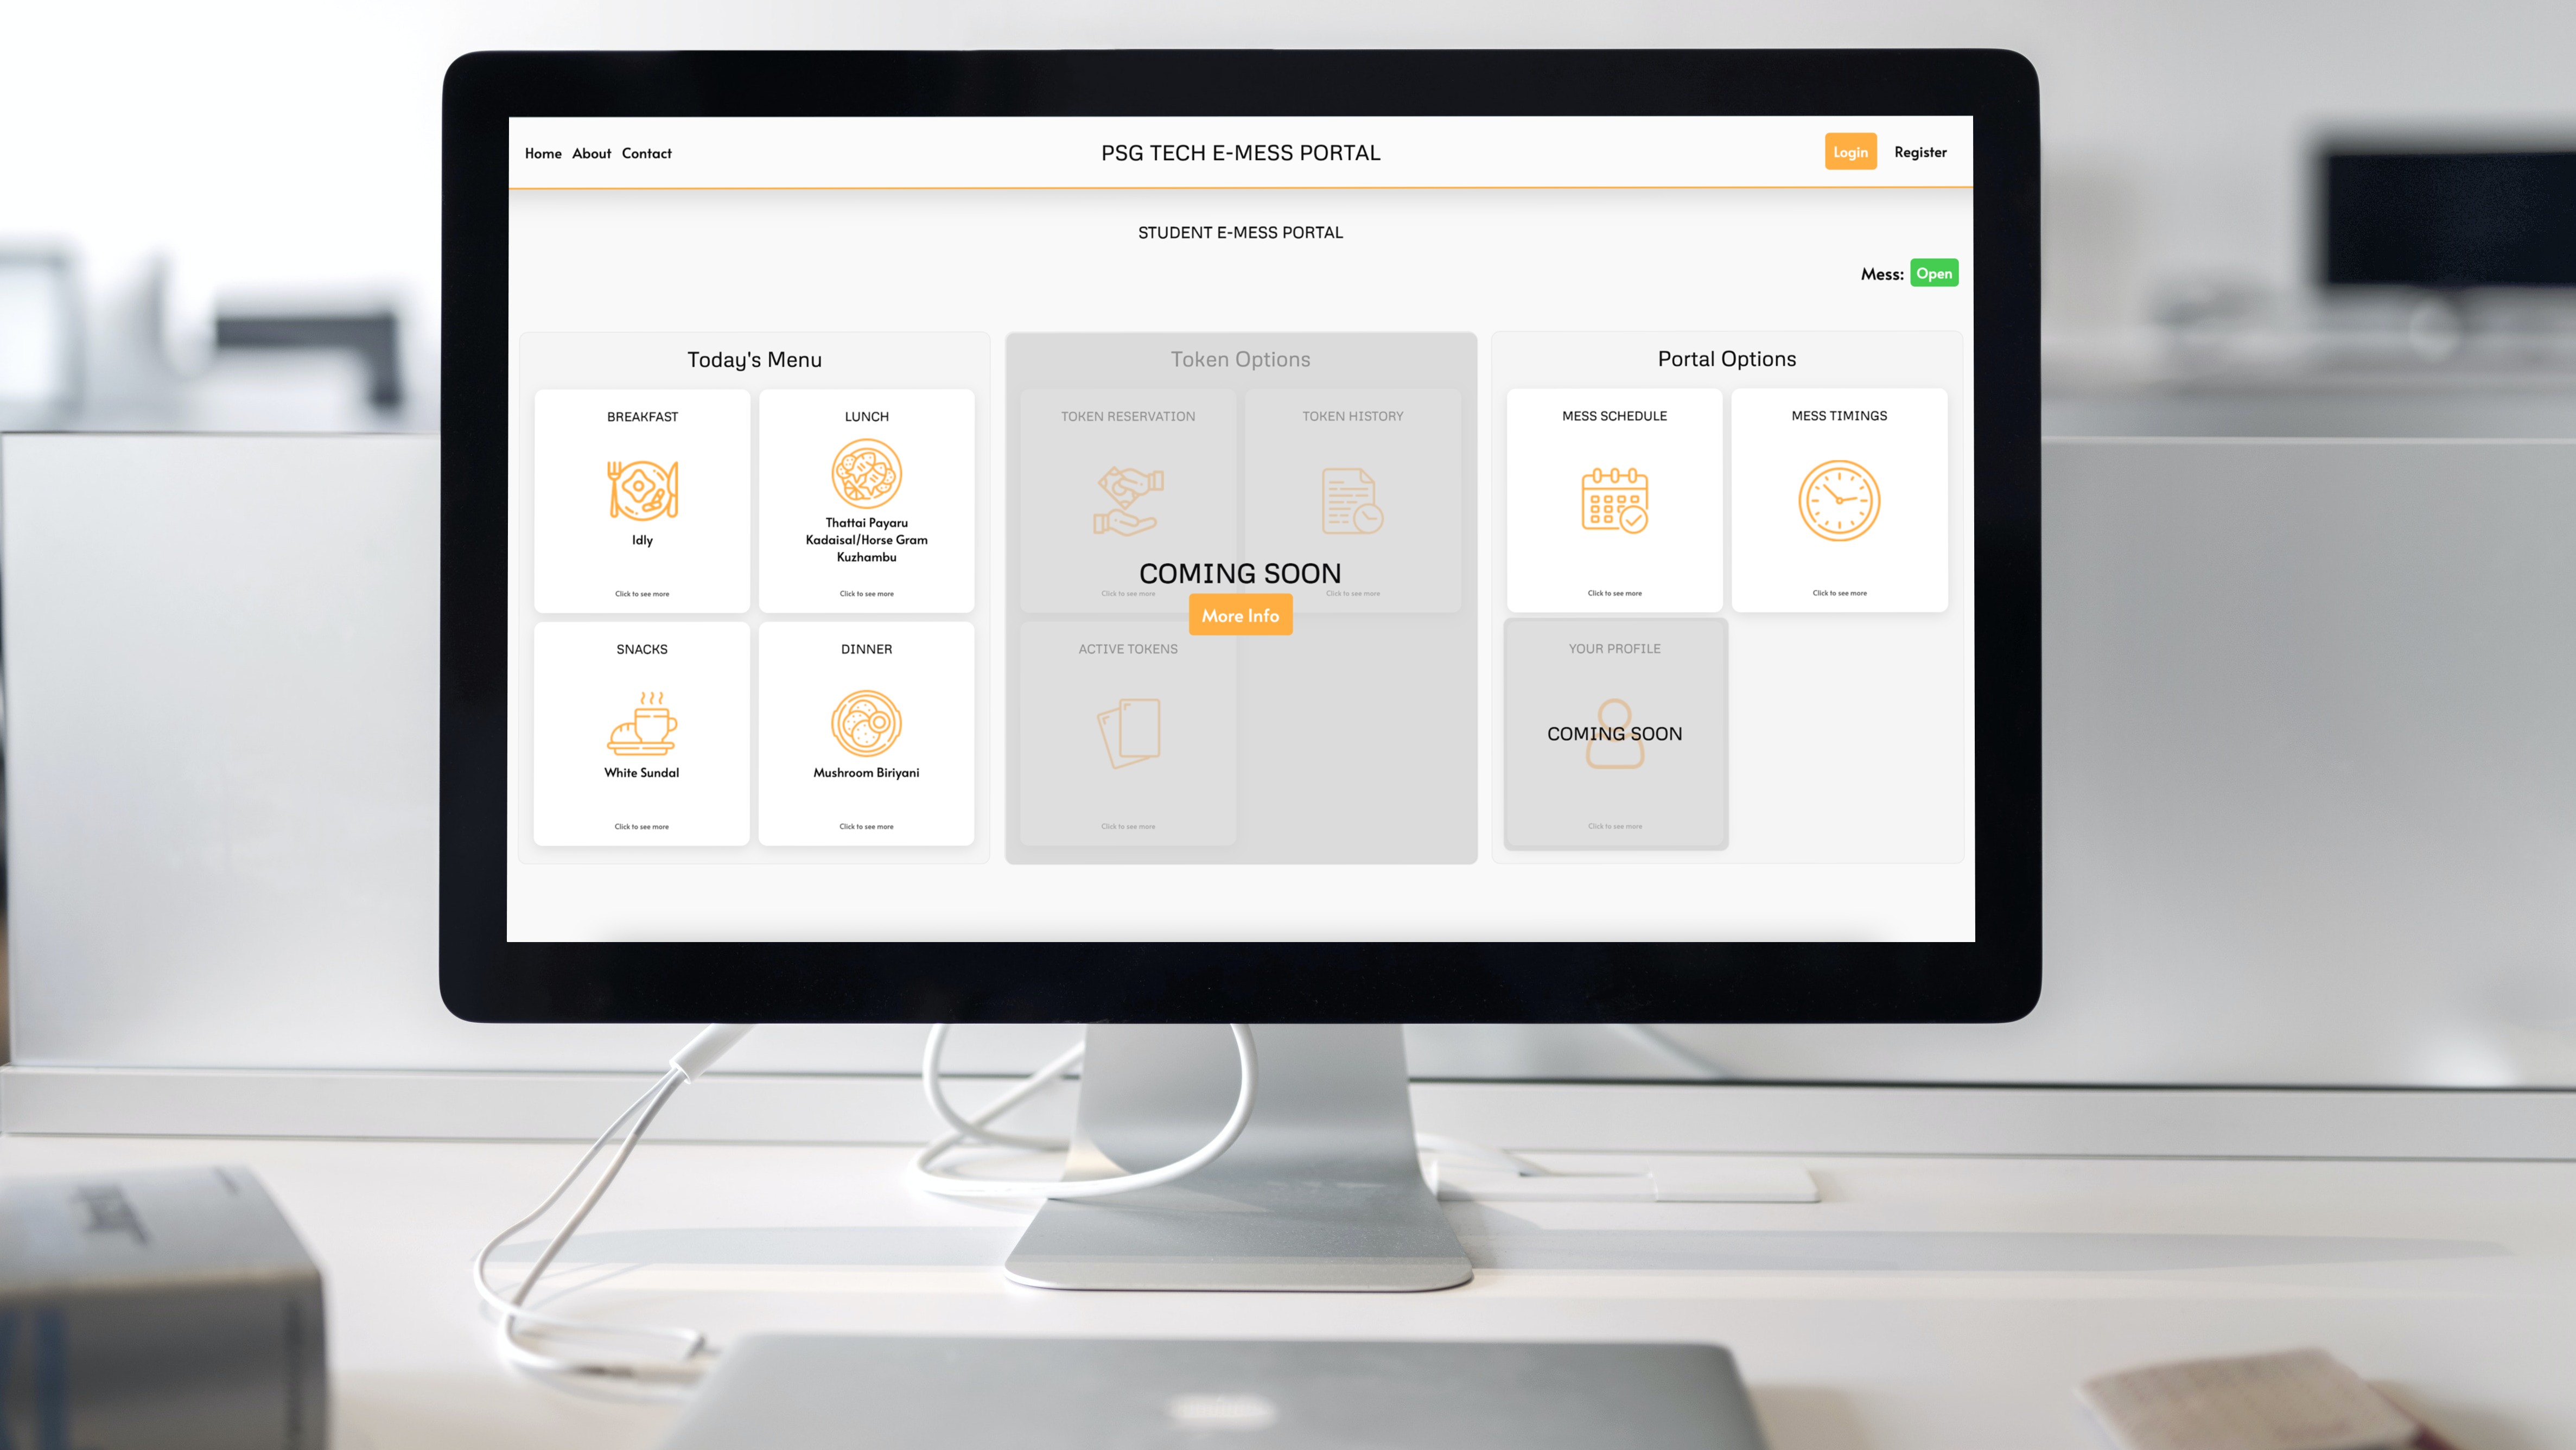 Home About Contact
PSG TECH E-MESS PORTAL
Login Register
STUDENT E-MESS PORTAL
Mess: Open
Today's Menu
BREAKFAST
Idly
Click to see more
LUNCH
Thattai Payaru
Kadaisal/Horse Gram
Kuzhambu
Click to see more
SNACKS
White Sundal
Click to see more
DINNER
Mushroom Biriyani
Click to see more
Token Options
TOKEN RESERVATION
Click to see more
TOKEN HISTORY
Click to see more
COMING SOON
More Info
ACTIVE TOKENS
Click to see more
Portal Options
MESS SCHEDULE
Click to see more
MESS TIMINGS
Click to see more
YOUR PROFILE
COMING SOON
Click to see more